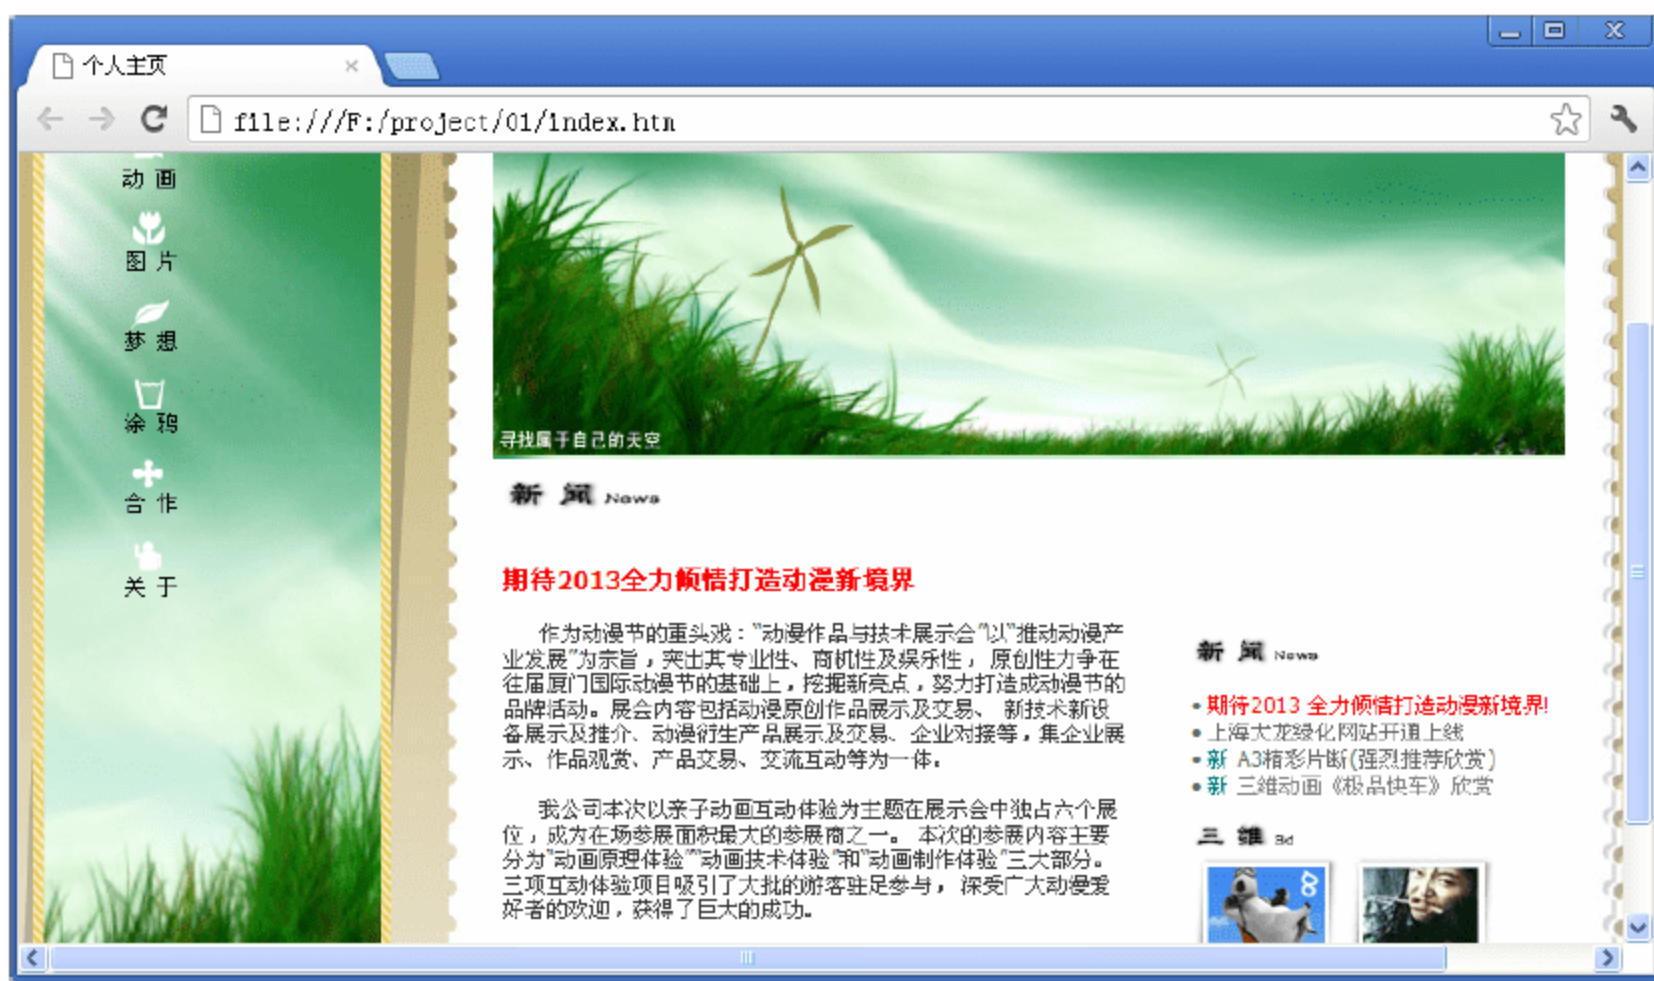 个人主页
file:///F:/project/01/index.htm
动 画
图 片
梦 想
涂 鸦
合 作
关 于
寻找属于自己的天空
新 闻 News
期待2013全力倾情打造动漫新境界
作为动漫节的重头戏："动漫作品与技术展示会"以"推动动漫产
业发展"为宗旨，突出其专业性、商机性及娱乐性， 原创性力争在
往届厦门国际动漫节的基础上，挖掘新亮点，努力打造成动漫节的
品牌活动。展会内容包括动漫原创作品展示及交易、 新技术新设
备展示及推介、动漫衍生产品展示及交易、企业对接等，集企业展
示、作品观赏、产品交易、交流互动等为一体。
我公司本次以亲子动画互动体验为主题在展示会中独占六个展
位，成为在场参展面积最大的参展商之一。 本次的参展内容主要
分为"动画原理体验""动画技术体验"和"动画制作体验"三大部分。
三项互动体验项目吸引了大批的游客驻足参与， 深受广大动漫爱
好者的欢迎，获得了巨大的成功。
新 闻 News
• 期待2013 全力倾情打造动漫新境界!
• 上海大龙绿化网站开通上线
• 新 A3精彩片断(强烈推荐欣赏)
• 新 三维动画《极品快车》欣赏
三 维 3d
8